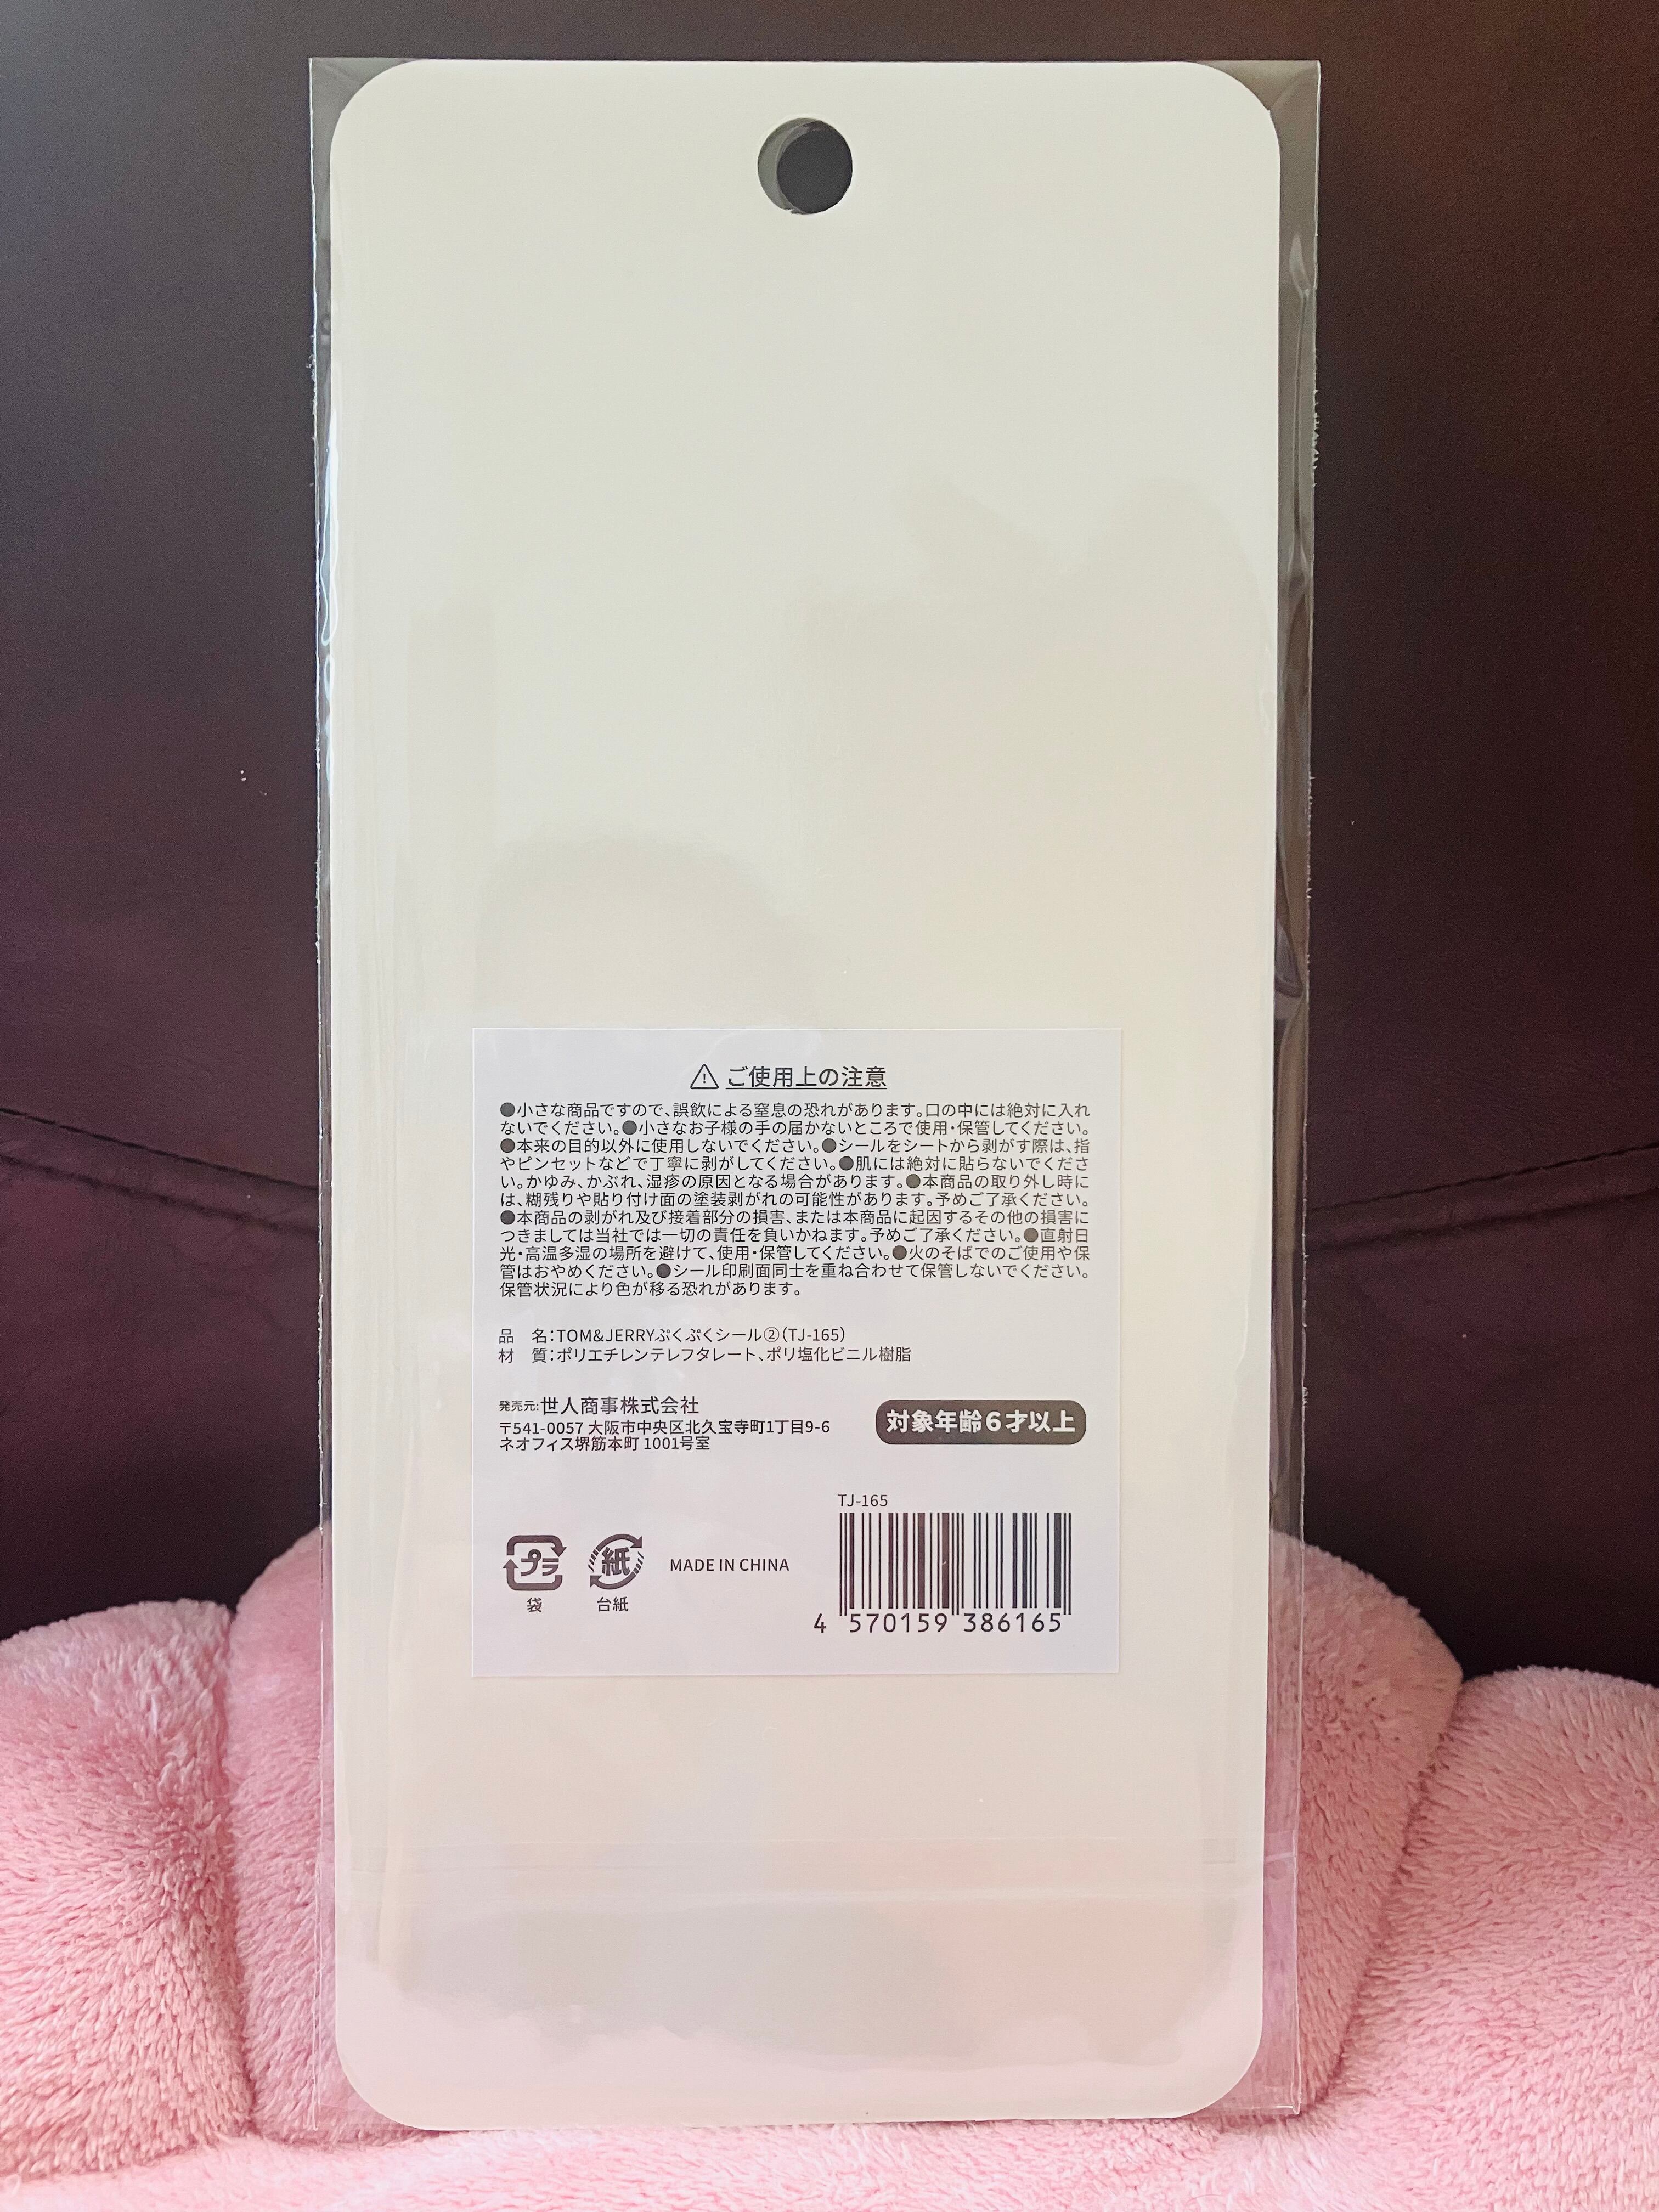 ⚠ ご使用上の注意
●小さな商品ですので、誤飲による窒息の恐れがあります。口の中には絶対に入れ
ないでください。●小さなお子様の手の届かないところで使用・保管してください。
●本来の目的以外に使用しないでください。●シールをシートから剥がす際は、指
やピンセットなどで丁寧に剥がしてください。●肌には絶対に貼らないでくださ
い。かゆみ、かぶれ、湿疹の原因となる場合があります。●本商品の取り外し時に
は、糊残りや貼り付け面の塗装剥がれの可能性があります。予めご了承ください。
●本商品の剥がれ及び接着部分の損害、または本商品に起因するその他の損害に
つきましては当社では一切の責任を負いかねます。予めご了承ください。●直射日
光・高温多湿の場所を避けて、使用・保管してください。●火のそばでのご使用や保
管はおやめください。●シール印刷面同士を重ね合わせて保管しないでください。
保管状況により色が移る恐れがあります。
品　名：TOM&JERRYぷくぷくシール②（TJ-165）
材　質：ポリエチレンテレフタレート、ポリ塩化ビニル樹脂
発売元：世人商事株式会社
〒541-0057 大阪市中央区北久宝寺町1丁目9-6
ネオフィス堺筋本町 1001号室
対象年齢６才以上
TJ-165
プラ 紙 MADE IN CHINA
袋 台紙
4 570159 386165